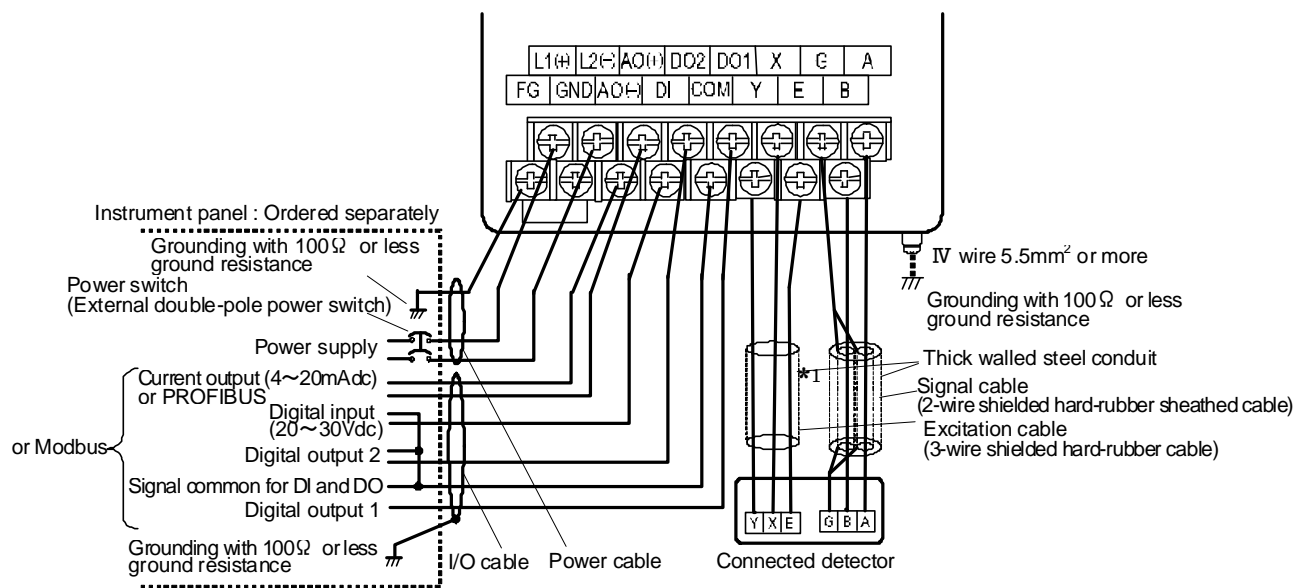 L1(+) L2(-) AO(+) DO2 DO1 X G A
FG GND AO(-) DI COM Y E B
Instrument panel : Ordered separately
Grounding with 100Ω or less
ground resistance
Power switch
(External double-pole power switch)
Power supply
Current output (4～20mAdc)
or PROFIBUS
Digital input
(20～30Vdc)
or Modbus
Digital output 2
Signal common for DI and DO
Digital output 1
Grounding with 100Ω or less
ground resistance
I/O cable
Power cable
IV wire 5.5mm² or more
Grounding with 100Ω or less
ground resistance
*1
Thick walled steel conduit
Signal cable
(2-wire shielded hard-rubber sheathed cable)
Excitation cable
(3-wire shielded hard-rubber cable)
Y X E
G B A
Connected detector